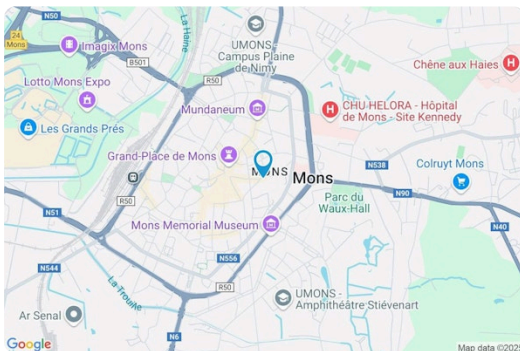 N50
24
Mons
Imagix Mons
B501
La Haine
UMONS -
Campus Plaine
de Nimy
Chêne aux Haies
Lotto Mons Expo
R50
Mundaneum
CHU HELORA - Hôpital
de Mons - Site Kennedy
Les Grands Prés
Grand-Place de Mons
N538
Colruyt Mons
MONS
Mons
R50
Parc du
Waux-Hall
N90
N51
Mons Memorial Museum
N40
N544
N556
La Trouille
R50
UMONS -
Amphithéâtre Stiévenart
Ar Senal
N6
Google
Map data ©2025